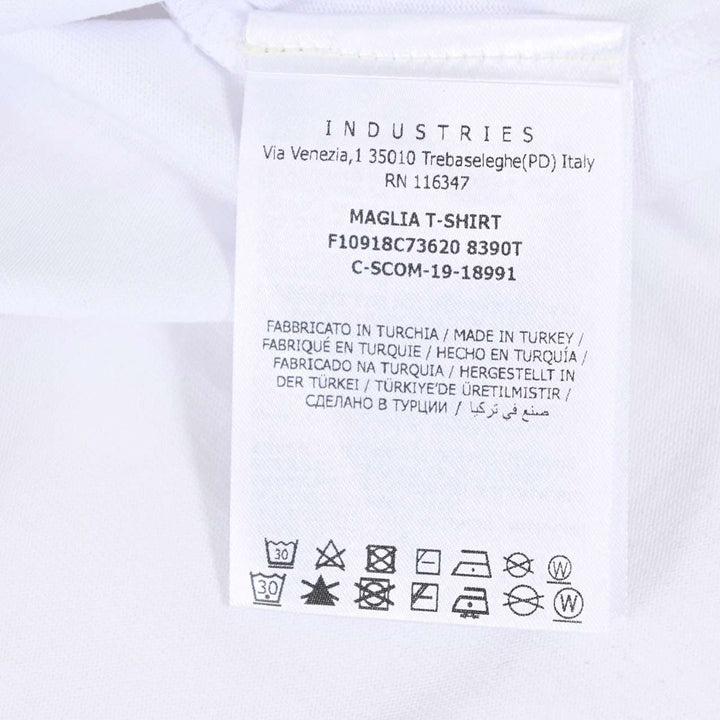 INDUSTRIES
Via Venezia,1 35010 Trebaseleghe(PD) Italy
RN 116347
MAGLIA T-SHIRT
F10918C73620 8390T
C-SCOM-19-18991
FABBRICATO IN TURCHIA / MADE IN TURKEY /
FABRIQUÉ EN TURQUIE / HECHO EN TURQUÍA /
FABRICADO NA TURQUIA / HERGESTELLT IN
DER TÜRKEI / TÜRKIYE'DE ÜRETILMISTIR /
СДЕЛАНО В ТУРЦИИ / صنع في تركيا
30 W
30 W